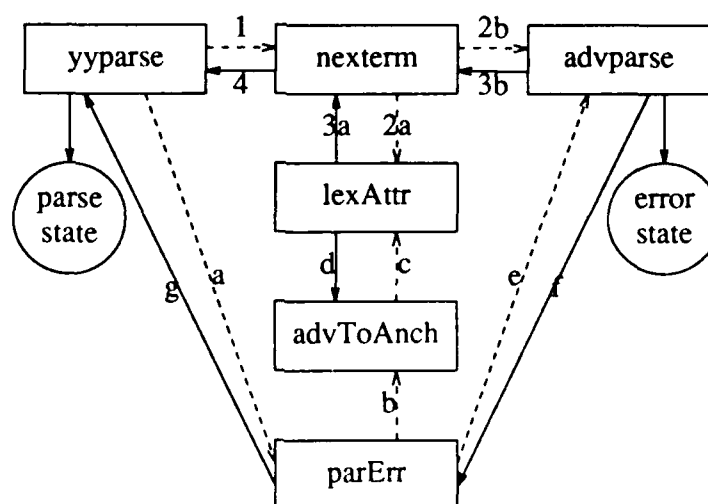 1
2b
yyparse
nexterm
advparse
4
3b
3a
2a
parse
state
lexAttr
error
state
d
c
g
a
e
f
advToAnch
b
parErr